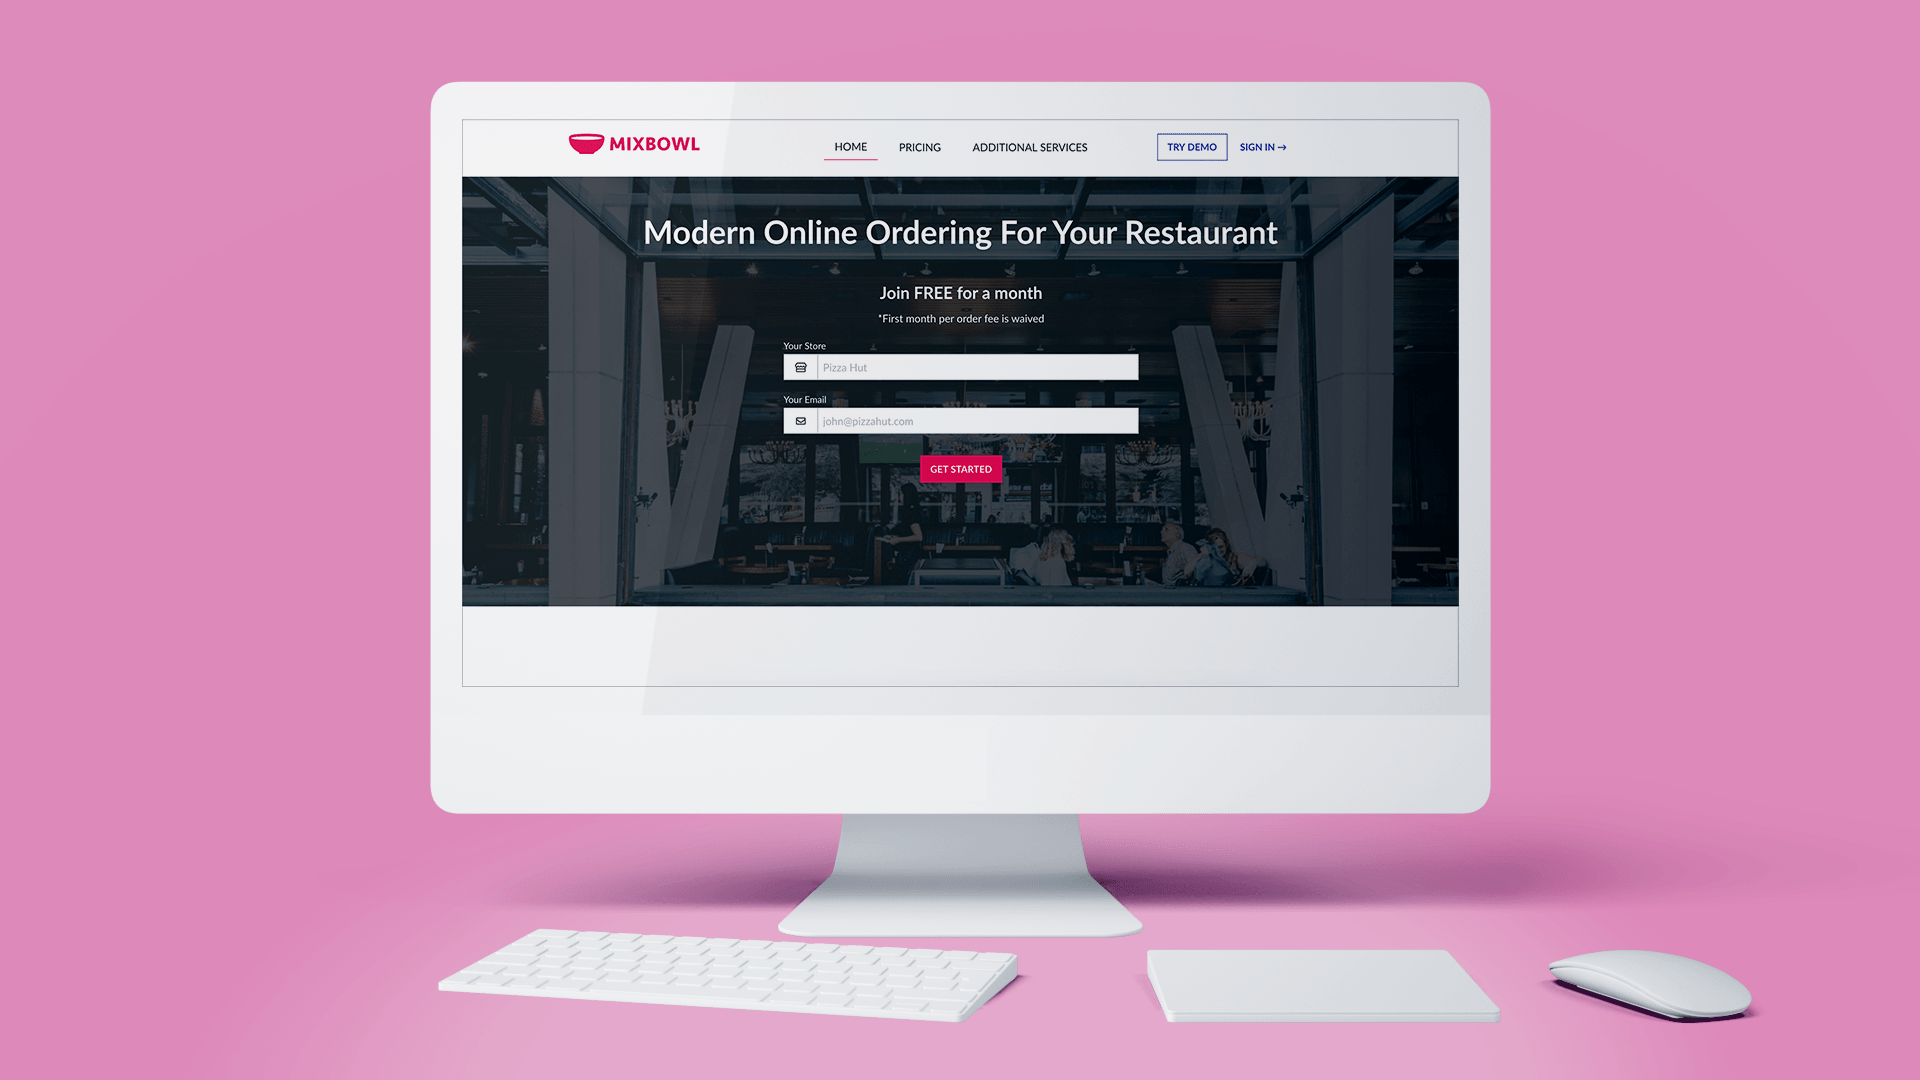 MIXBOWL
HOME
PRICING
ADDITIONAL SERVICES
TRY DEMO
SIGN IN →
Modern Online Ordering For Your Restaurant
Join FREE for a month
*First month per order fee is waived
Your Store
Pizza Hut
Your Email
john@pizzahut.com
GET STARTED